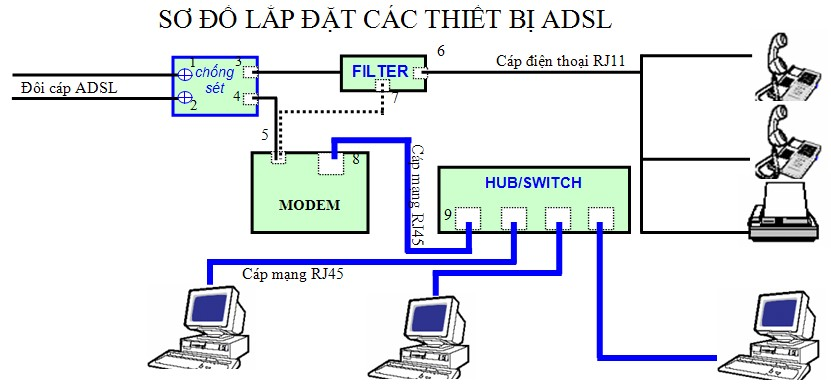 SƠ ĐỒ LẮP ĐẶT CÁC THIẾT BỊ ADSL
Đôi cáp ADSL
1
2
chống
sét
3
4
FILTER
6
7
Cáp điện thoại RJ11
5
MODEM
8
Cáp mạng RJ45
HUB/SWITCH
9
Cáp mạng RJ45